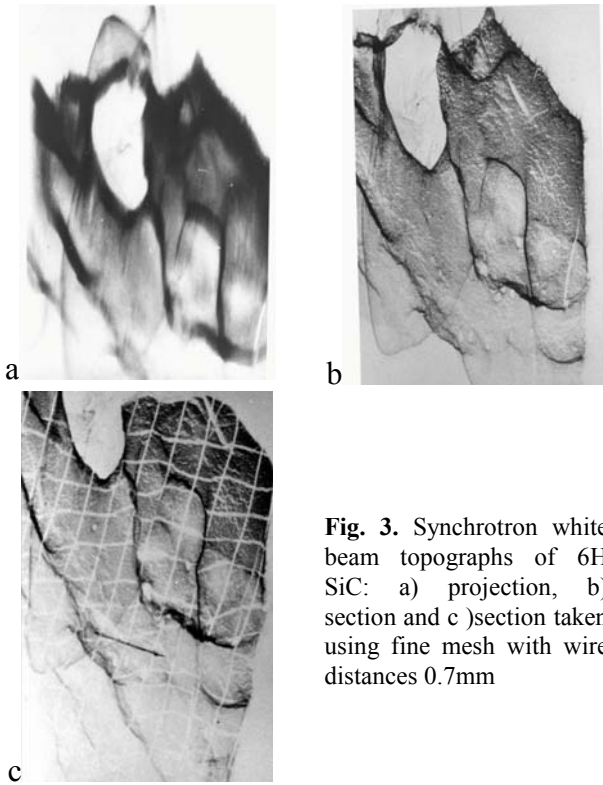 a
b
c
Fig. 3. Synchrotron white
beam topographs of 6H
SiC: a) projection, b)
section and c )section taken
using fine mesh with wire
distances 0.7mm